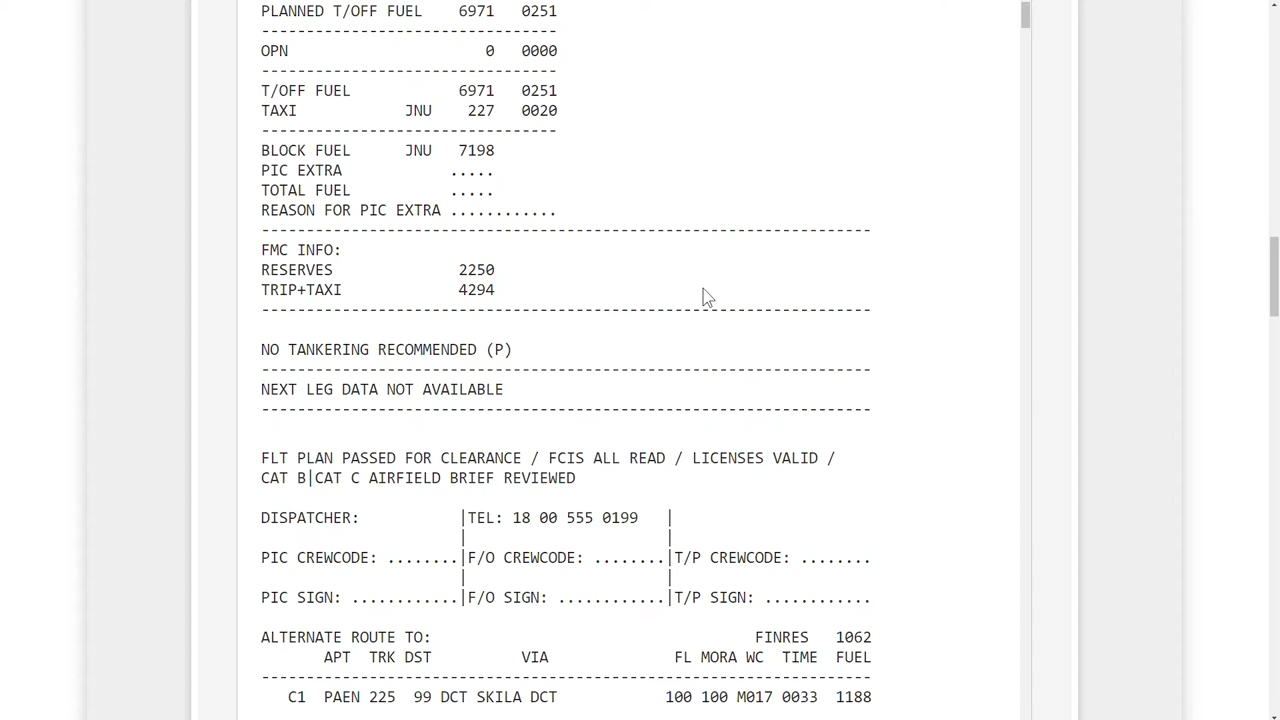 PLANNED T/OFF FUEL    6971   0251
---------------------------------
OPN                      0   0000
---------------------------------
T/OFF FUEL            6971   0251
TAXI            JNU    227   0020
---------------------------------
BLOCK FUEL      JNU   7198
PIC EXTRA            .....
TOTAL FUEL           .....
REASON FOR PIC EXTRA ............
--------------------------------------------------------------------
FMC INFO:
RESERVES              2250
TRIP+TAXI             4294
--------------------------------------------------------------------
NO TANKERING RECOMMENDED (P)
--------------------------------------------------------------------
NEXT LEG DATA NOT AVAILABLE
--------------------------------------------------------------------
FLT PLAN PASSED FOR CLEARANCE / FCIS ALL READ / LICENSES VALID /
CAT B|CAT C AIRFIELD BRIEF REVIEWED
DISPATCHER:           |TEL: 18 00 555 0199   |
                      |                      |
PIC CREWCODE: ........|F/O CREWCODE: ........|T/P CREWCODE: ........
                      |                      |
PIC SIGN: ............|F/O SIGN: ............|T/P SIGN: ............
ALTERNATE ROUTE TO:                                    FINRES   1062
       APT  TRK DST          VIA              FL MORA WC  TIME  FUEL
--------------------------------------------------------------------
   C1  PAEN 225  99 DCT SKILA DCT            100 100 M017 0033  1188